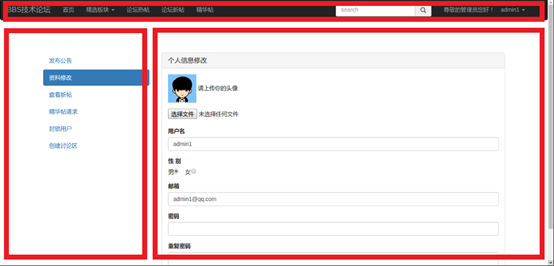 BBS技术论坛 首页 精选板块 论坛热帖 论坛新帖 精华帖 search 尊敬的管理员您好！ admin1
发布公告
资料修改
查看新帖
精华帖请求
封锁用户
创建讨论区
个人信息修改
请上传你的头像
选择文件 未选择任何文件
用户名
admin1
性 别
男 女
邮箱
admin1@qq.com
密码
重复密码